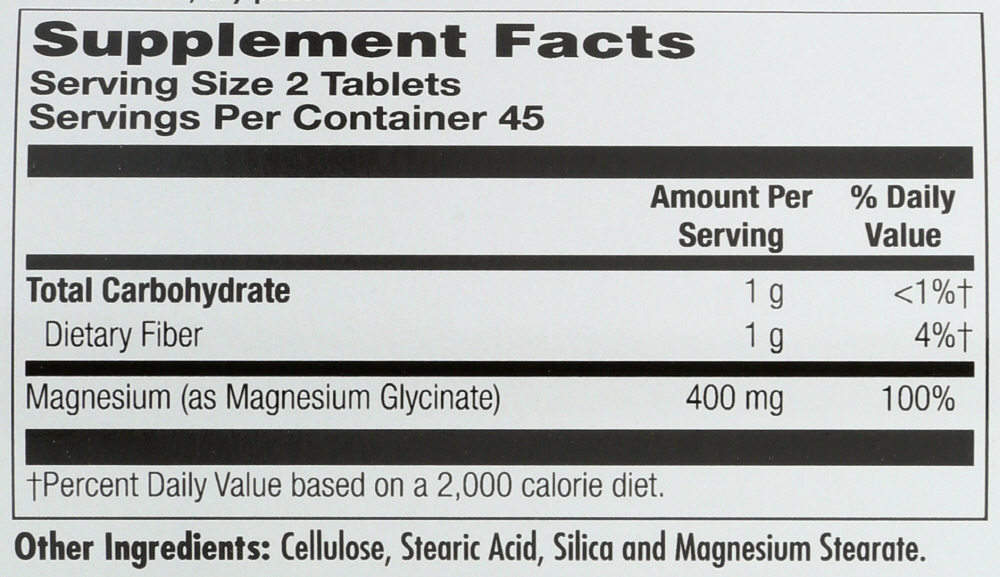 Supplement Facts
Serving Size 2 Tablets
Servings Per Container 45
Amount Per Serving % Daily Value
Total Carbohydrate 1 g <1%†
Dietary Fiber 1 g 4%†
Magnesium (as Magnesium Glycinate) 400 mg 100%
†Percent Daily Value based on a 2,000 calorie diet.
Other Ingredients: Cellulose, Stearic Acid, Silica and Magnesium Stearate.